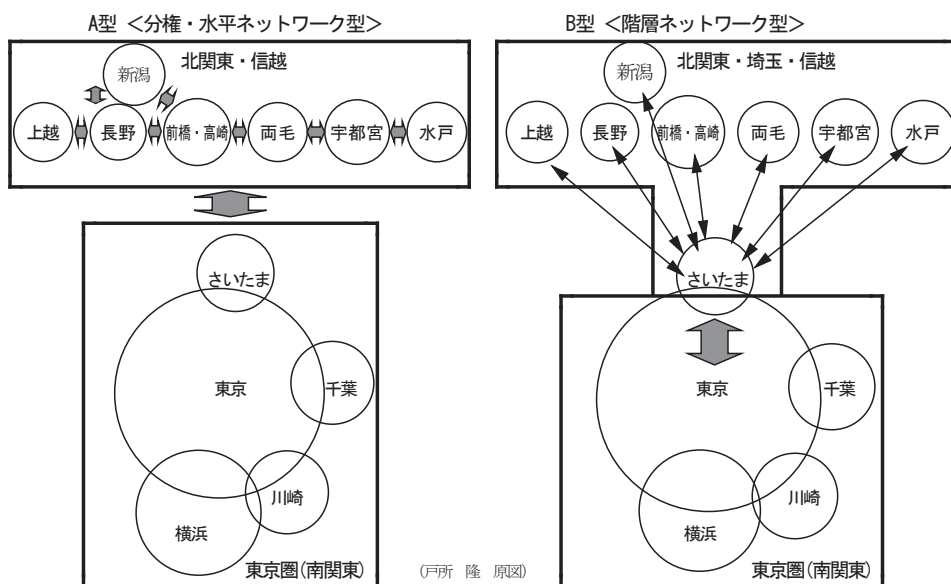 A型 <分権・水平ネットワーク型>
北関東・信越
新潟
上越
長野
前橋・高崎
両毛
宇都宮
水戸
さいたま
東京
千葉
川崎
横浜
東京圏(南関東)
B型 <階層ネットワーク型>
北関東・埼玉・信越
新潟
上越
長野
前橋・高崎
両毛
宇都宮
水戸
さいたま
東京
千葉
川崎
横浜
東京圏(南関東)
(戸所 隆 原図)